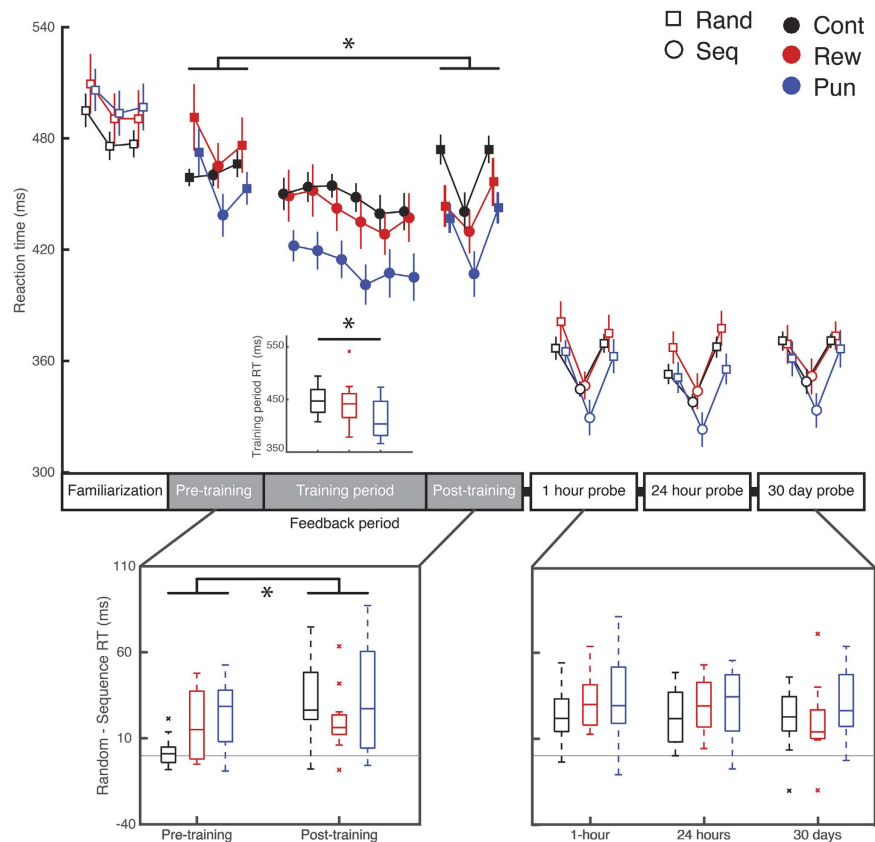 540
480
420
360
300
Reaction time (ms)
Rand
Seq
Cont
Rew
Pun
*
*
Training period RT (ms)
550
450
350
Familiarization
Pre-training
Training period
Post-training
1 hour probe
24 hour probe
30 day probe
Feedback period
Random - Sequence RT (ms)
110
60
10
-40
*
Pre-training
Post-training
1-hour
24 hours
30 days